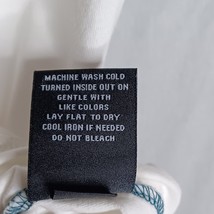 MACHINE WASH COLD
TURNED INSIDE OUT ON
GENTLE WITH
LIKE COLORS
LAY FLAT TO DRY
COOL IRON IF NEEDED
DO NOT BLEACH